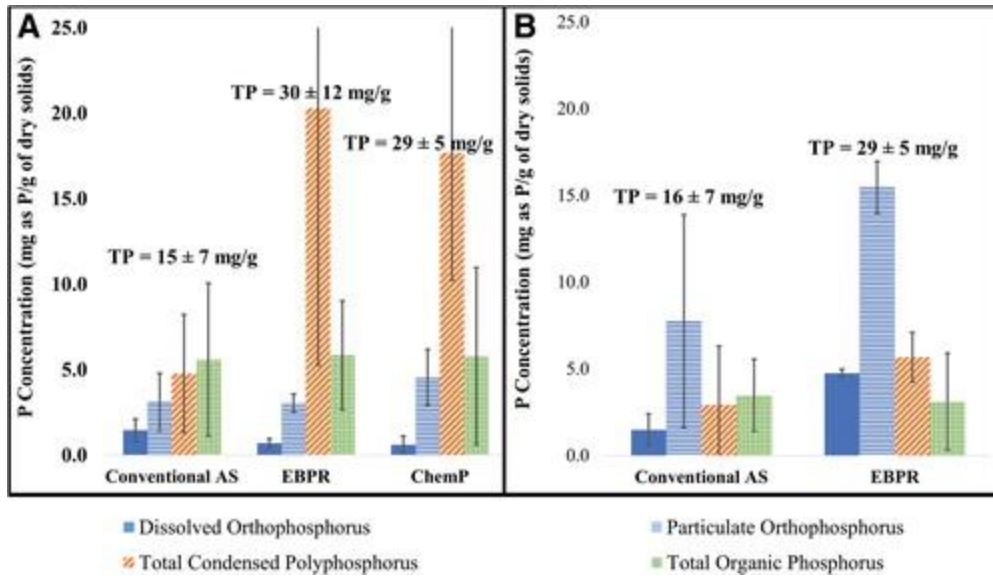 A
P Concentration (mg as P/g of dry solids)
25.0
20.0
15.0
10.0
5.0
0.0
TP = 30 ± 12 mg/g
TP = 29 ± 5 mg/g
TP = 15 ± 7 mg/g
Conventional AS
EBPR
ChemP
B
P Concentration (mg as P/g of dry solids)
25.0
20.0
15.0
10.0
5.0
0.0
TP = 29 ± 5 mg/g
TP = 16 ± 7 mg/g
Conventional AS
EBPR
Dissolved Orthophosphorus
Particulate Orthophosphorus
Total Condensed Polyphosphorus
Total Organic Phosphorus